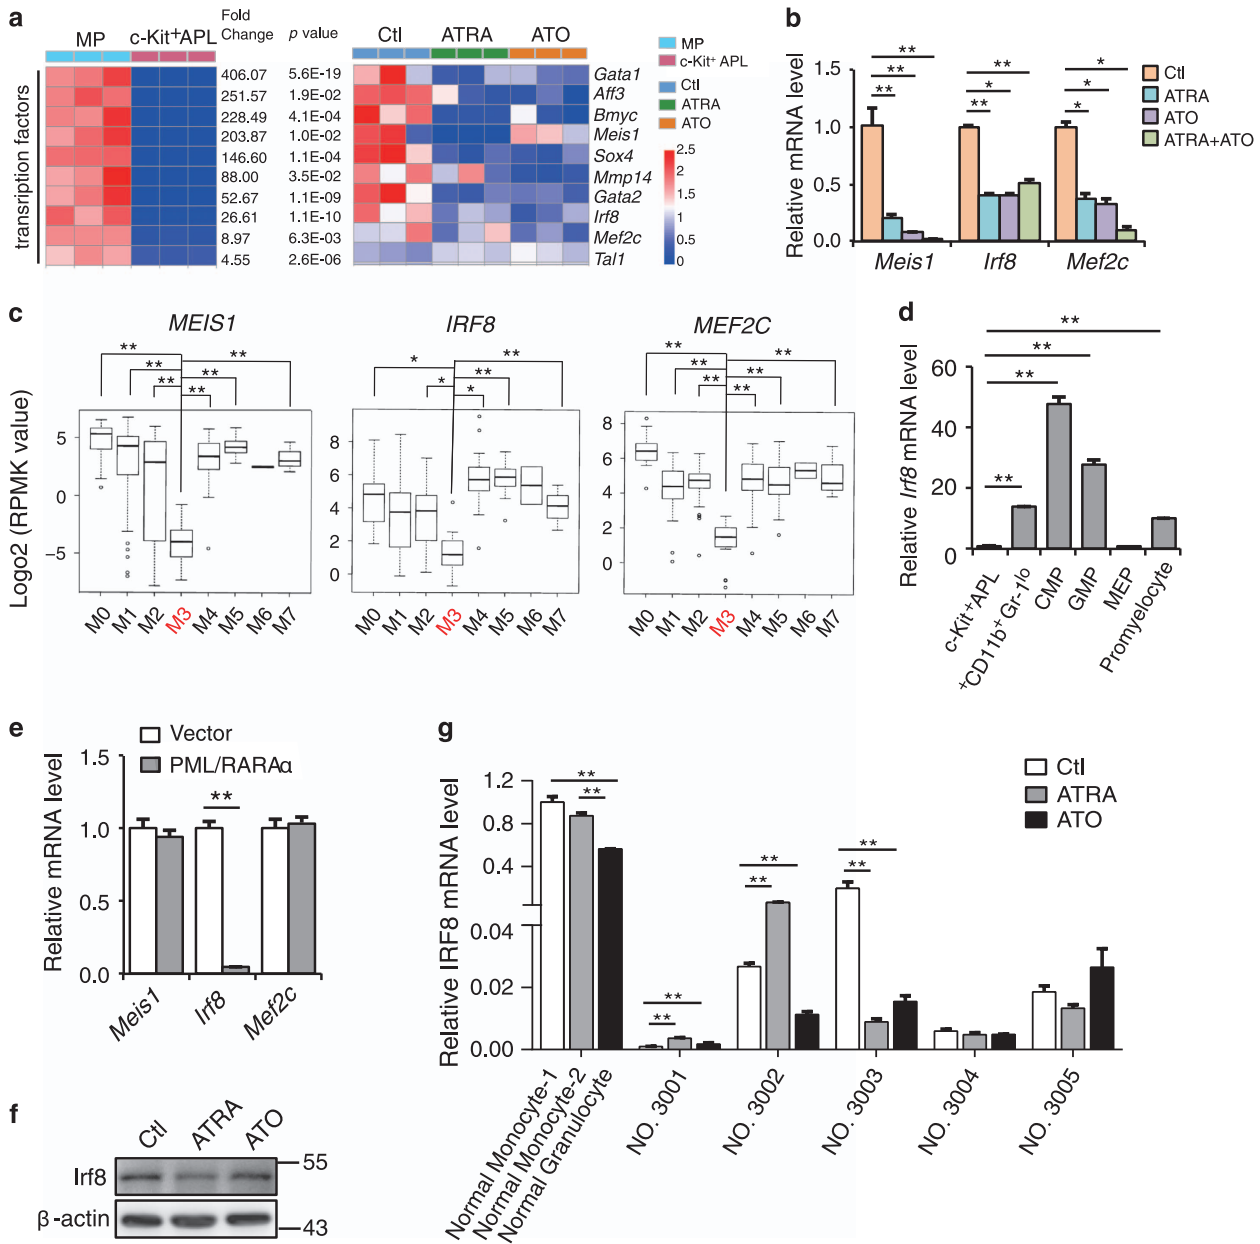 a
Fold
Change
p value
MP
c-Kit+APL
Ctl
ATRA
ATO
transcription factors
406.07 5.6E-19 Gata1
251.57 1.9E-02 Aff3
228.49 4.1E-04 Bmyc
203.87 1.0E-02 Meis1
146.60 1.1E-04 Sox4
88.00 3.5E-02 Mmp14
52.67 1.1E-09 Gata2
26.61 1.1E-10 Irf8
8.97 6.3E-03 Mef2c
4.55 2.6E-06 Tal1
MP
c-Kit+ APL
Ctl
ATRA
ATO
2.5
2
1.5
1
0.5
0
b
Relative mRNA level
1.5
1.0
0.5
0.0
**
**
**
**
*
**
*
*
*
Meis1 Irf8 Mef2c
Ctl
ATRA
ATO
ATRA+ATO
c
Logo2 (RPMK value)
MEIS1
**
**
**
**
**
**
5
0
−5
M0 M1 M2 M3 M4 M5 M6 M7
IRF8
*
**
**
*
*
8
6
4
2
0
M0 M1 M2 M3 M4 M5 M6 M7
MEF2C
**
**
**
**
**
**
8
6
4
2
0
M0 M1 M2 M3 M4 M5 M6 M7
d
Relative Irf8 mRNA level
60
40
20
0
**
**
**
**
c-Kit+APL
+CD11b+Gr-1lo
CMP
GMP
MEP
Promyelocyte
e
Vector
PML/RARAα
Relative mRNA level
1.5
1.0
0.5
0.0
**
Meis1 Irf8 Mef2c
f
Ctl ATRA ATO
Irf8
55
β-actin
43
g
Relative IRF8 mRNA level
1.2
0.8
0.4
0.04
0.02
0.00
**
**
**
**
**
**
**
**
Ctl
ATRA
ATO
Normal Monocyte-1
Normal Monocyte-2
Normal Granulocyte
NO. 3001
NO. 3002
NO. 3003
NO. 3004
NO. 3005